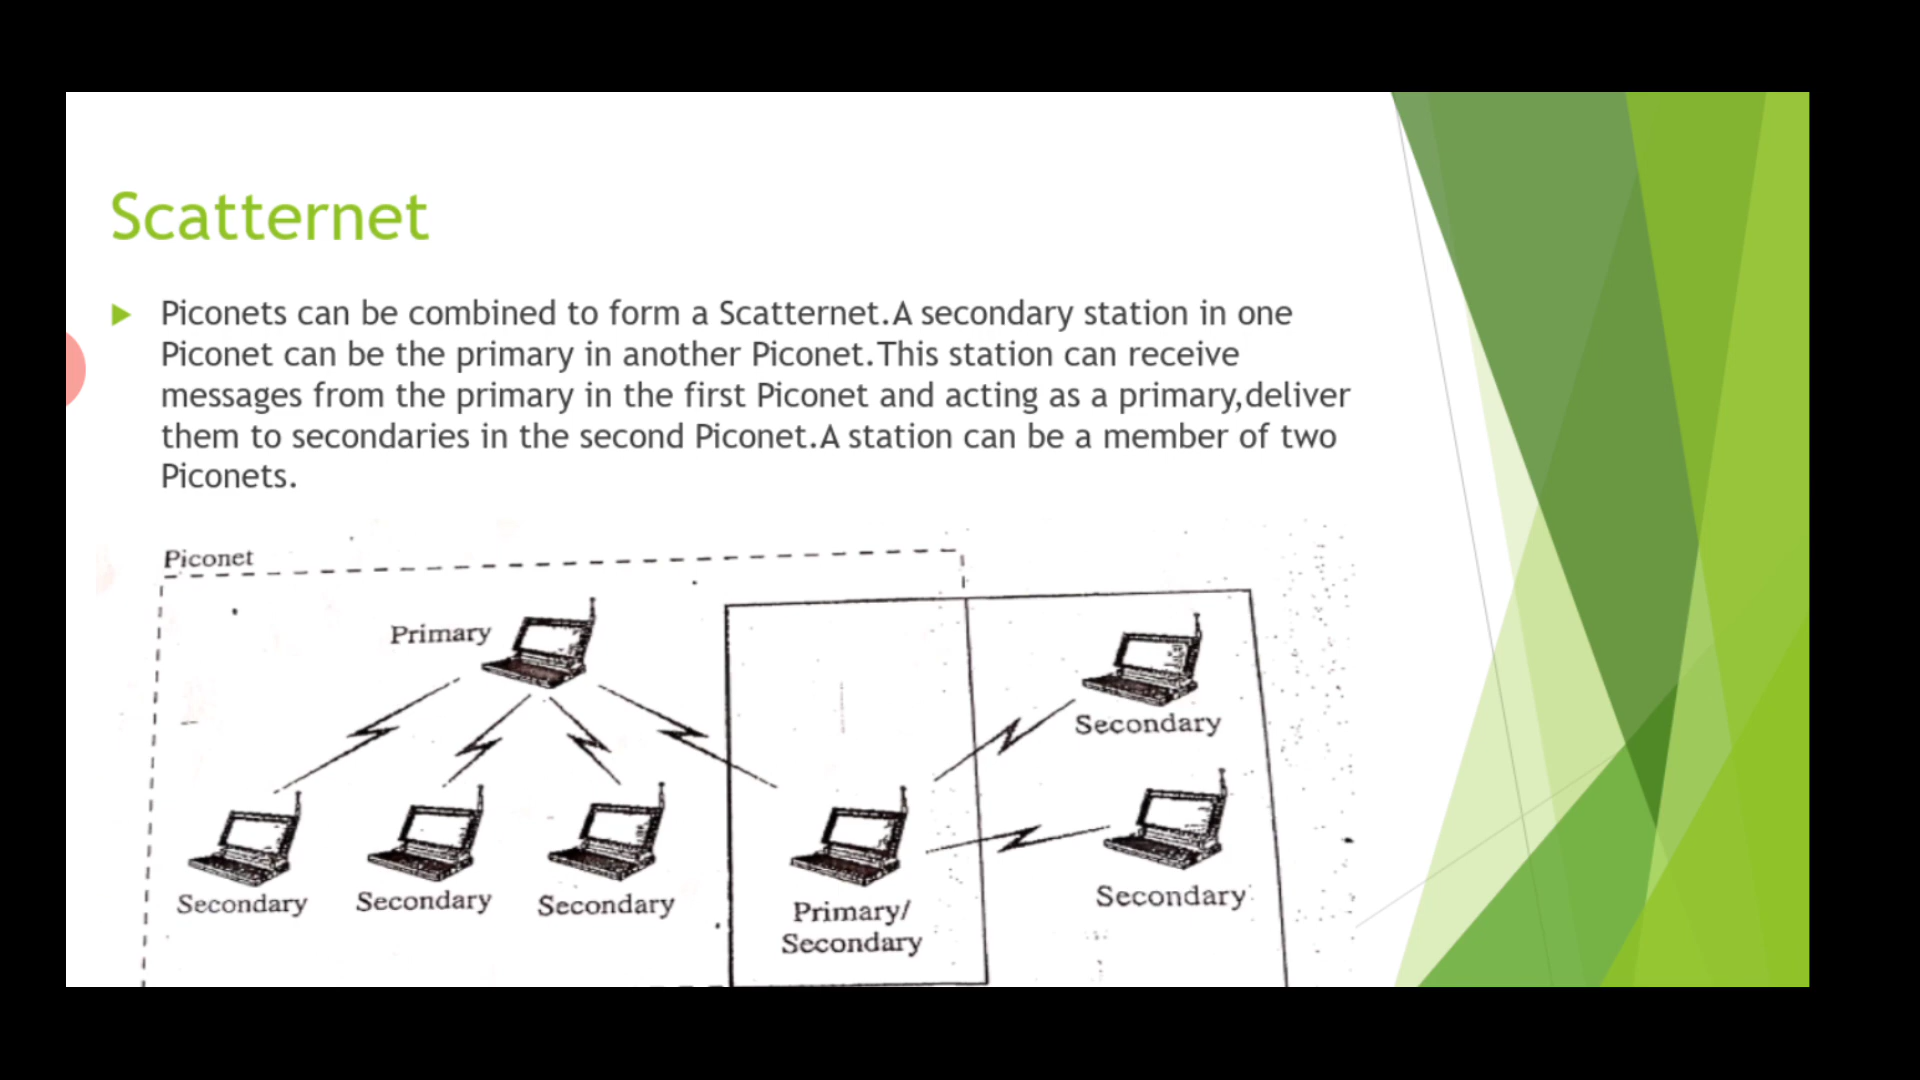 Scatternet
Piconets can be combined to form a Scatternet.A secondary station in one
Piconet can be the primary in another Piconet.This station can receive
messages from the primary in the first Piconet and acting as a primary,deliver
them to secondaries in the second Piconet.A station can be a member of two
Piconets.
Piconet
Primary
Secondary
Secondary
Secondary
Secondary
Primary/
Secondary
Secondary